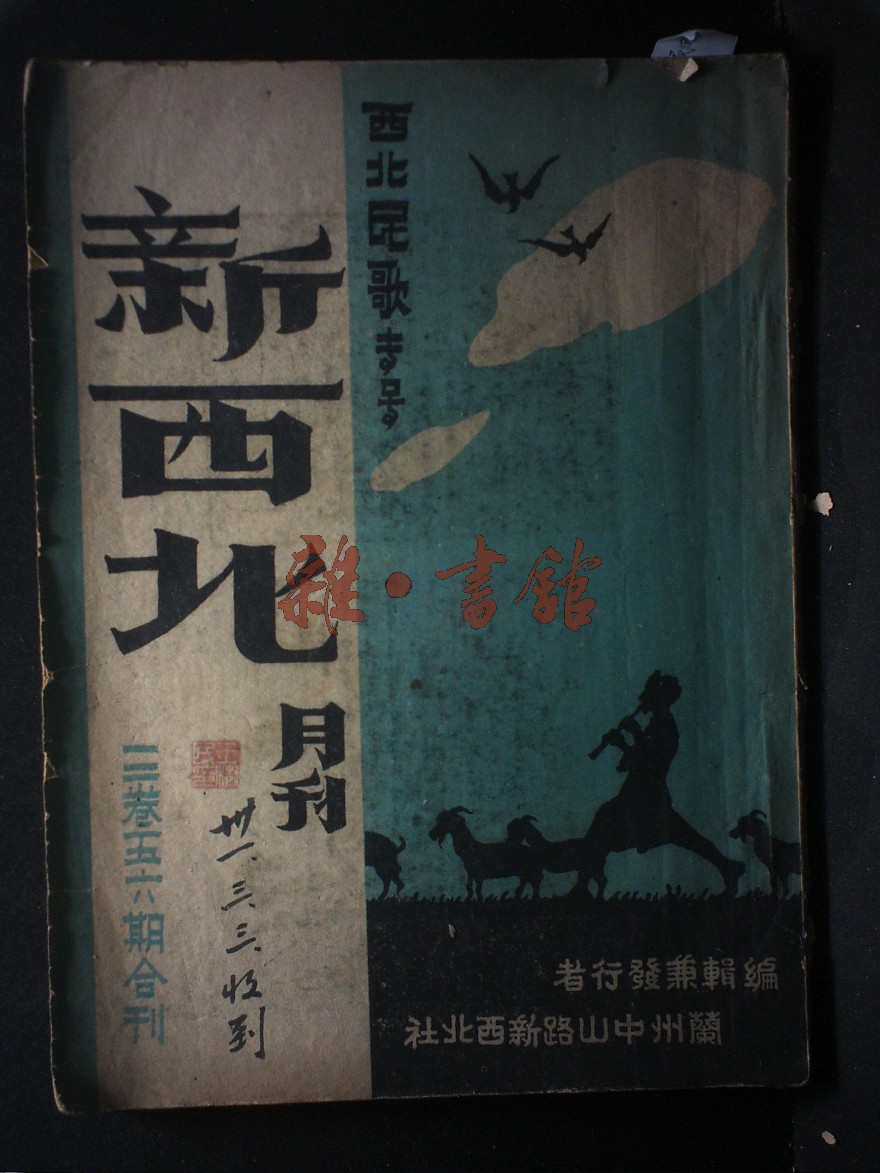 西北民歌专号
新西北
月刊
三卷五六期合刊
卅一、三、三、收到
雜·書館
編輯兼發行者
蘭州中山路新西北社